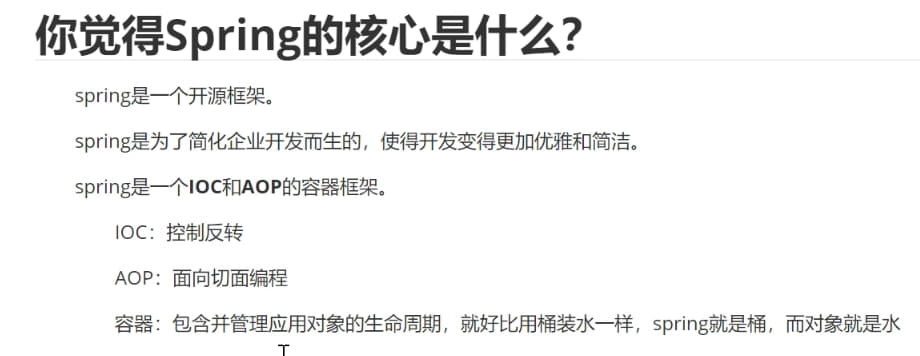 你觉得Spring的核心是什么?
spring是一个开源框架。
spring是为了简化企业开发而生的，使得开发变得更加优雅和简洁。
spring是一个IOC和AOP的容器框架。
IOC：控制反转
AOP：面向切面编程
容器：包含并管理应用对象的生命周期，就好比用桶装水一样，spring就是桶，而对象就是水